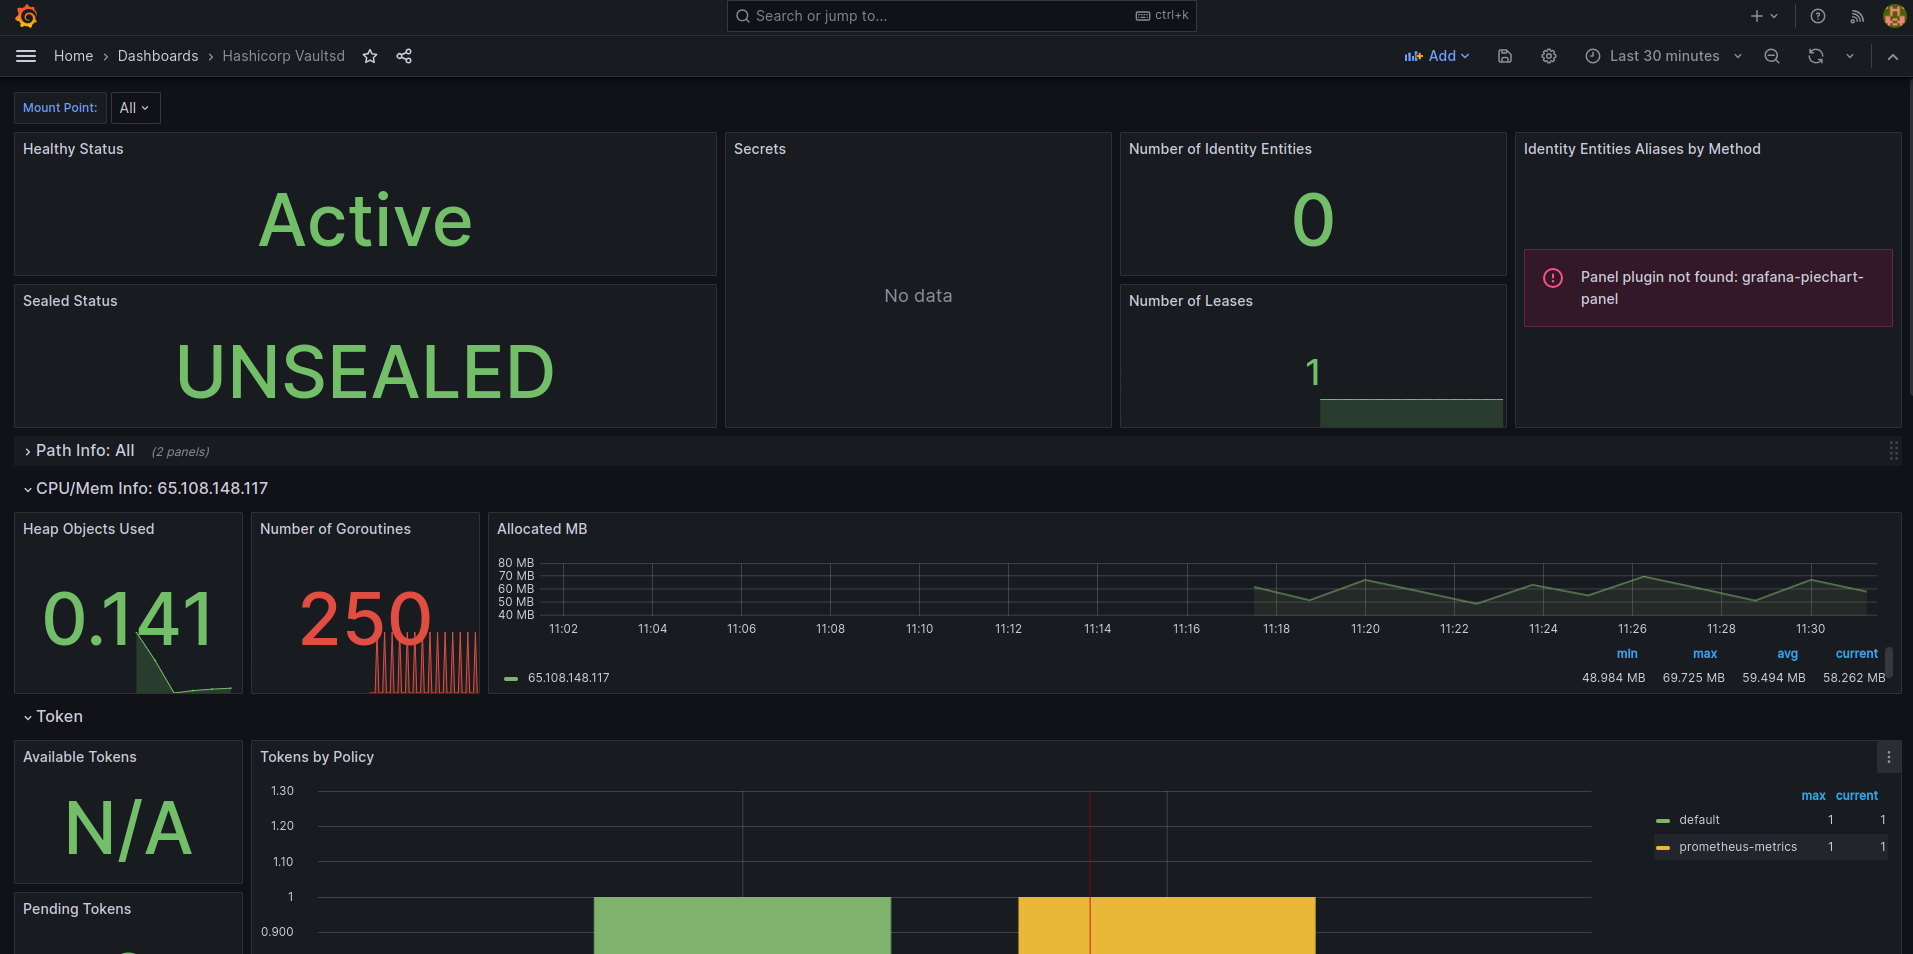 Search or jump to...
ctrl+k
Home › Dashboards › Hashicorp Vaultsd
Add
Last 30 minutes
Mount Point:
All
Healthy Status
Active
Sealed Status
UNSEALED
Secrets
No data
Number of Identity Entities
0
Number of Leases
1
Identity Entities Aliases by Method
Panel plugin not found: grafana-piechart-
panel
Path Info: All (2 panels)
CPU/Mem Info: 65.108.148.117
Heap Objects Used
0.141
Number of Goroutines
250
Allocated MB
80 MB
70 MB
60 MB
50 MB
40 MB
11:02 11:04 11:06 11:08 11:10 11:12 11:14 11:16 11:18 11:20 11:22 11:24 11:26 11:28 11:30
min max avg current
65.108.148.117 48.984 MB 69.725 MB 59.494 MB 58.262 MB
Token
Available Tokens
N/A
Pending Tokens
Tokens by Policy
1.30
1.20
1.10
1
0.900
max current
default 1 1
prometheus-metrics 1 1